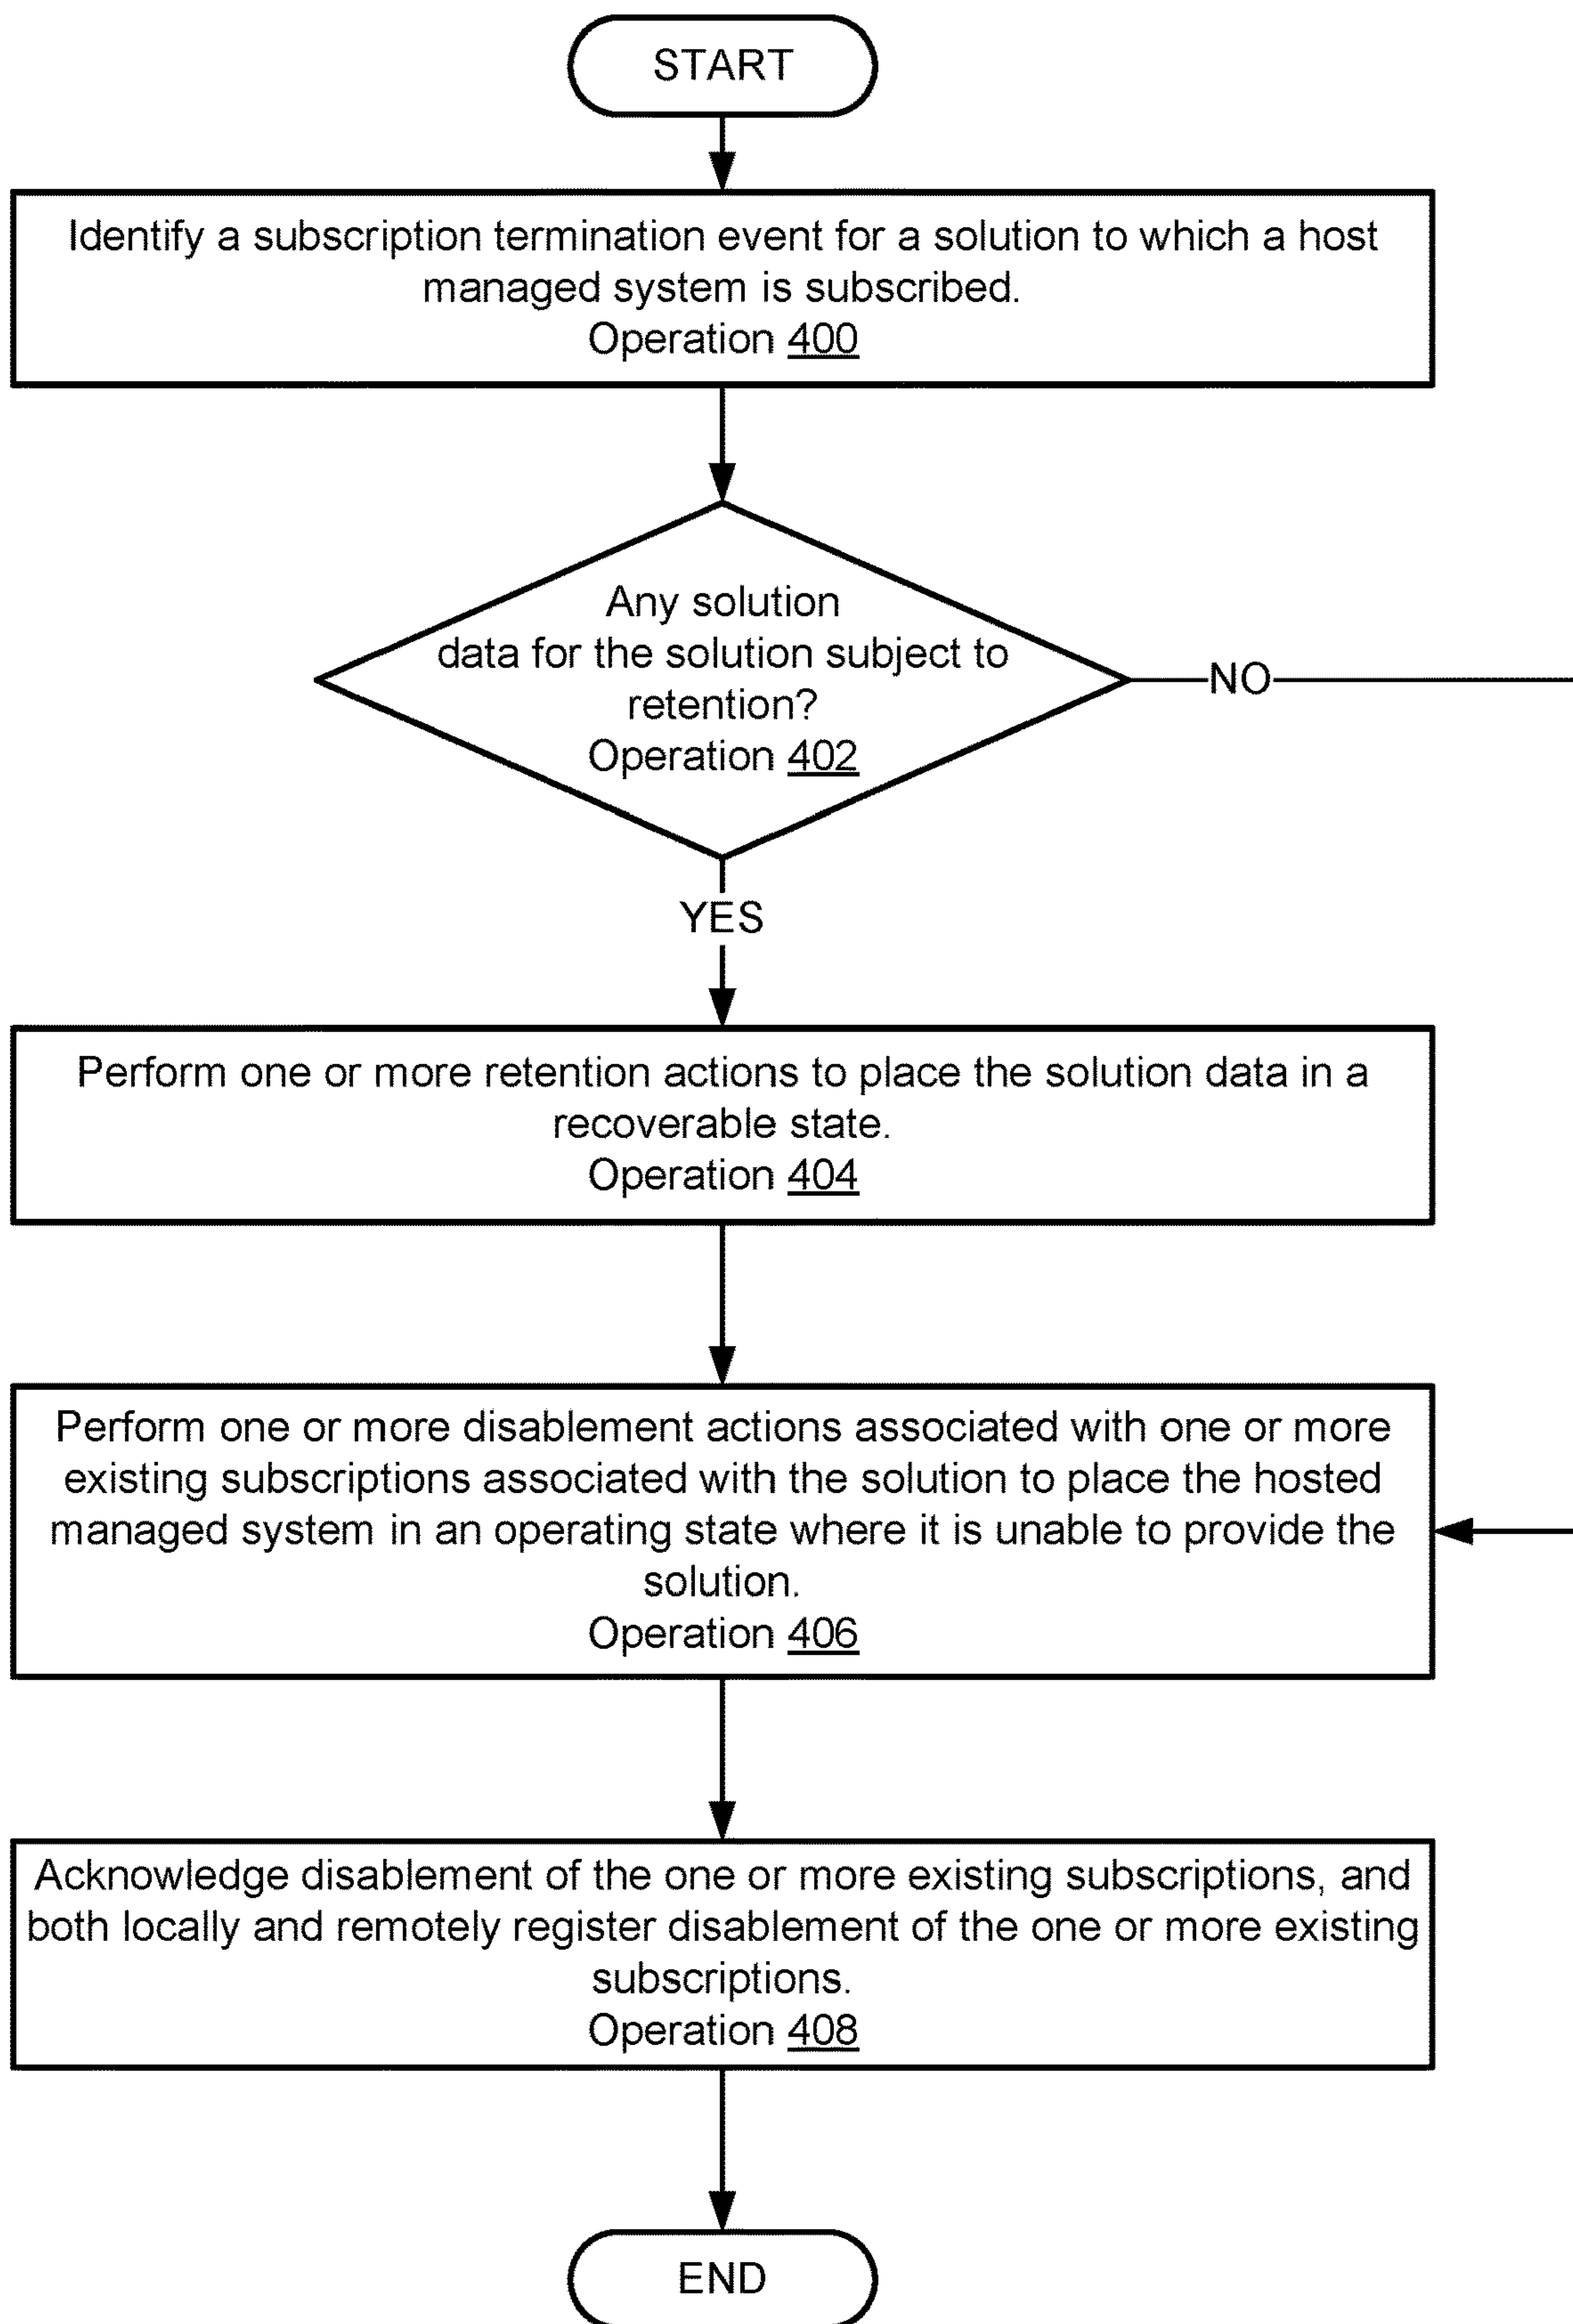 START
Identify a subscription termination event for a solution to which a host
managed system is subscribed.
Operation 400
Any solution
data for the solution subject to
retention?
Operation 402
NO
YES
Perform one or more retention actions to place the solution data in a
recoverable state.
Operation 404
Perform one or more disablement actions associated with one or more
existing subscriptions associated with the solution to place the hosted
managed system in an operating state where it is unable to provide the
solution.
Operation 406
Acknowledge disablement of the one or more existing subscriptions, and
both locally and remotely register disablement of the one or more existing
subscriptions.
Operation 408
END